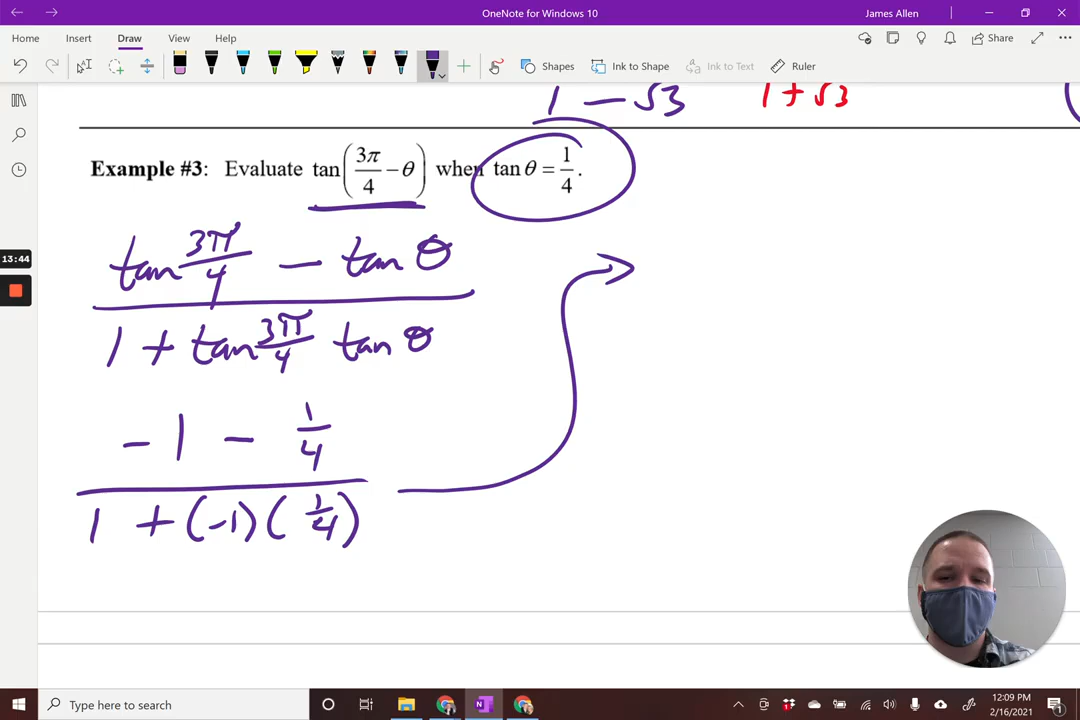 OneNote for Windows 10
James Allen
Home Insert Draw View Help
Share
Shapes Ink to Shape Ink to Text Ruler
1 − √3 1 + √3
Example #3: Evaluate tan(3π/4 − θ) when tan θ = 1/4.
13:44
tan 3π/4 − tan θ
1 + tan 3π/4 tan θ
−1 − 1/4
1 + (−1)(1/4)
Type here to search
12:09 PM
2/16/2021
1